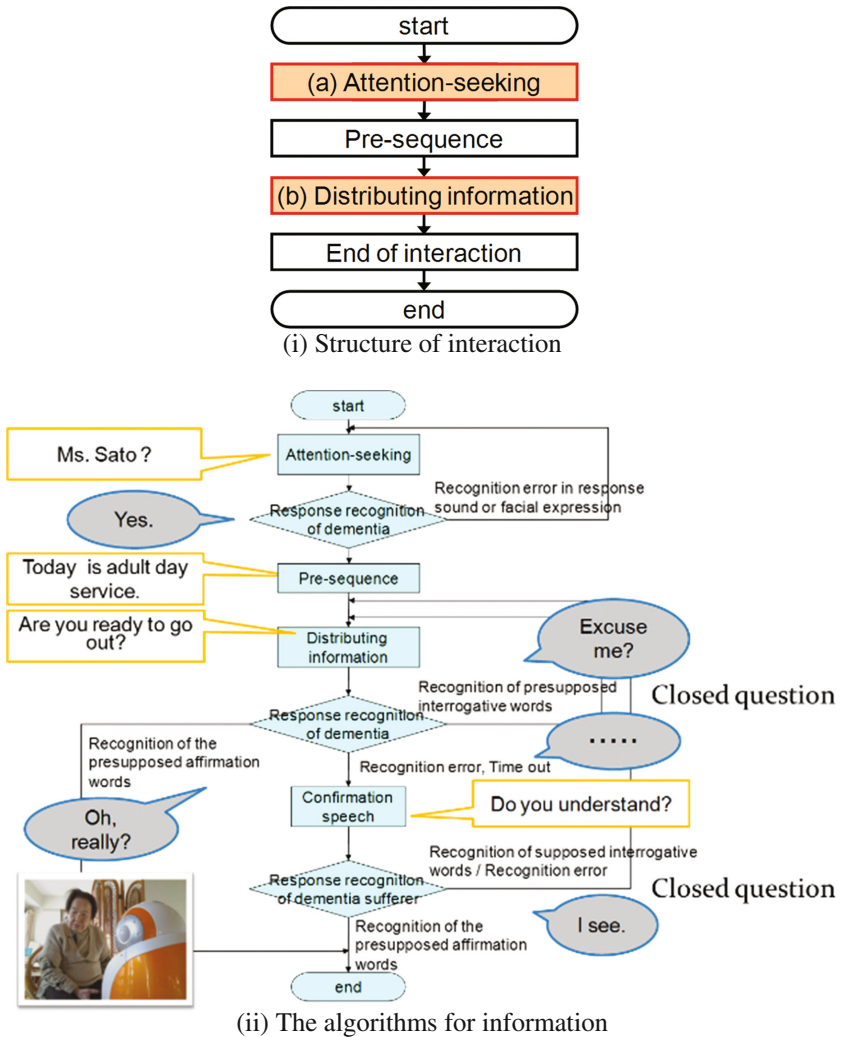 start
(a) Attention-seeking
Pre-sequence
(b) Distributing information
End of interaction
end
(i) Structure of interaction
start
Ms. Sato ?
Attention-seeking
Recognition error in response
sound or facial expression
Yes.
Response recognition
of dementia
Today is adult day
service.
Pre-sequence
Are you ready to go
out?
Distributing
information
Excuse
me?
Recognition of presupposed
interrogative words
Closed question
Response recognition
of dementia
.....
Recognition of the
presupposed affirmation
words
Recognition error, Time out
Confirmation
speech
Do you understand?
Oh,
really?
Recognition of supposed interrogative
words / Recognition error
Response recognition
of dementia sufferer
Closed question
I see.
Recognition of the
presupposed affirmation
words
end
(ii) The algorithms for information